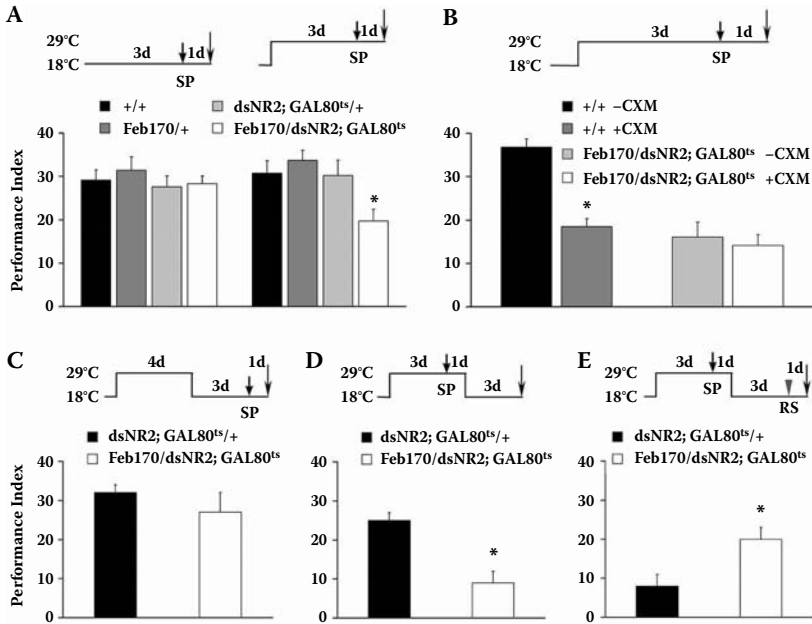 A
29°C
18°C
3d
1d
SP
3d
1d
SP
+/+
dsNR2; GAL80ts/+
Feb170/+
Feb170/dsNR2; GAL80ts
Performance Index
40
30
20
10
0
*
B
29°C
18°C
3d
1d
SP
+/+ −CXM
+/+ +CXM
Feb170/dsNR2; GAL80ts −CXM
Feb170/dsNR2; GAL80ts +CXM
40
30
20
10
0
*
C
29°C
18°C
4d
3d
1d
SP
dsNR2; GAL80ts/+
Feb170/dsNR2; GAL80ts
Performance Index
40
30
20
10
0
D
29°C
18°C
3d
1d
SP
3d
dsNR2; GAL80ts/+
Feb170/dsNR2; GAL80ts
40
30
20
10
0
*
E
29°C
18°C
3d
1d
SP
3d
1d
RS
dsNR2; GAL80ts/+
Feb170/dsNR2; GAL80ts
40
30
20
10
0
*